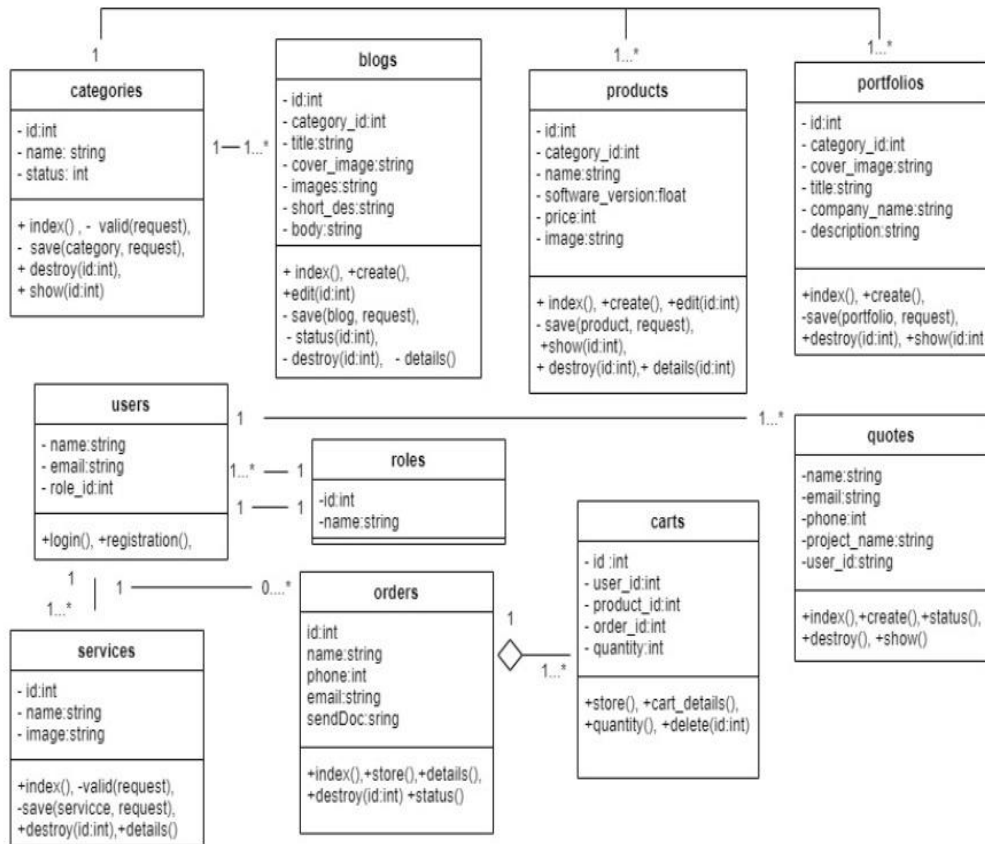 1
1...*
1...*
categories
- id:int
- name: string
- status: int
+ index() , - valid(request),
- save(category, request),
+ destroy(id:int),
+ show(id:int)
1
1...*
blogs
- id:int
- category_id:int
- title:string
- cover_image:string
- images:string
- short_des:string
- body:string
+ index(), +create(),
+edit(id:int)
- save(blog, request),
- status(id:int),
- destroy(id:int), - details()
products
- id:int
- category_id:int
- name:string
- software_version:float
- price:int
- image:string
+ index(), +create(), +edit(id:int)
- save(product, request),
+show(id:int),
+ destroy(id:int),+ details(id:int)
portfolios
- id:int
- category_id:int
- cover_image:string
- title:string
- company_name:string
- description:string
+index(), +create(),
-save(portfolio, request),
+destroy(id:int), +show(id:int
users
- name:string
- email:string
- role_id:int
+login(), +registration(),
1
1...*
1...*
1
1
1
roles
-id:int
-name:string
quotes
-name:string
-email:string
-phone:int
-project_name:string
-user_id:string
+index(),+create(),+status(),
+destroy(), +show()
1
1...*
1
0....*
services
- id:int
- name:string
- image:string
+index(), -valid(request),
-save(servicce, request),
+destroy(id:int),+details()
orders
id:int
name:string
phone:int
email:string
sendDoc:sring
+index(),+store(),+details(),
+destroy(id:int) +status()
1
1...*
carts
- id :int
- user_id:int
- product_id:int
- order_id:int
- quantity:int
+store(), +cart_details(),
+quantity(), +delete(id:int)